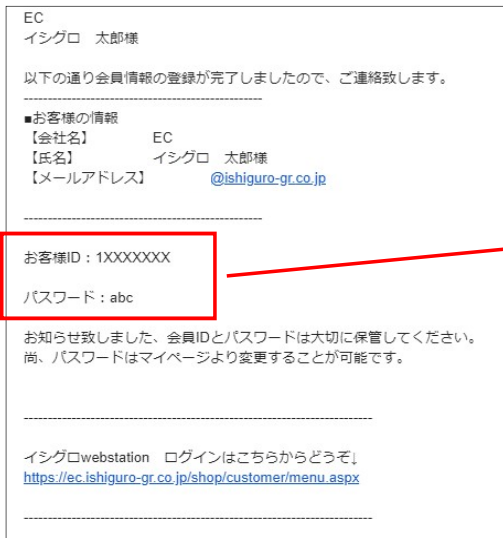 EC
イシグロ　太郎様
以下の通り会員情報の登録が完了しましたので、ご連絡致します。
--------------------------------------------------
■お客様の情報
【会社名】　　　EC
【氏名】　　　　イシグロ　太郎様
【メールアドレス】　　　　@ishiguro-gr.co.jp
--------------------------------------------------
お客様ID：1XXXXXXX
パスワード：abc
お知らせ致しました、会員IDとパスワードは大切に保管してください。
尚、パスワードはマイページより変更することが可能です。
-------------------------------------------------------------------------
イシグロwebstation　ログインはこちらからどうぞ↓
https://ec.ishiguro-gr.co.jp/shop/customer/menu.aspx
-------------------------------------------------------------------------